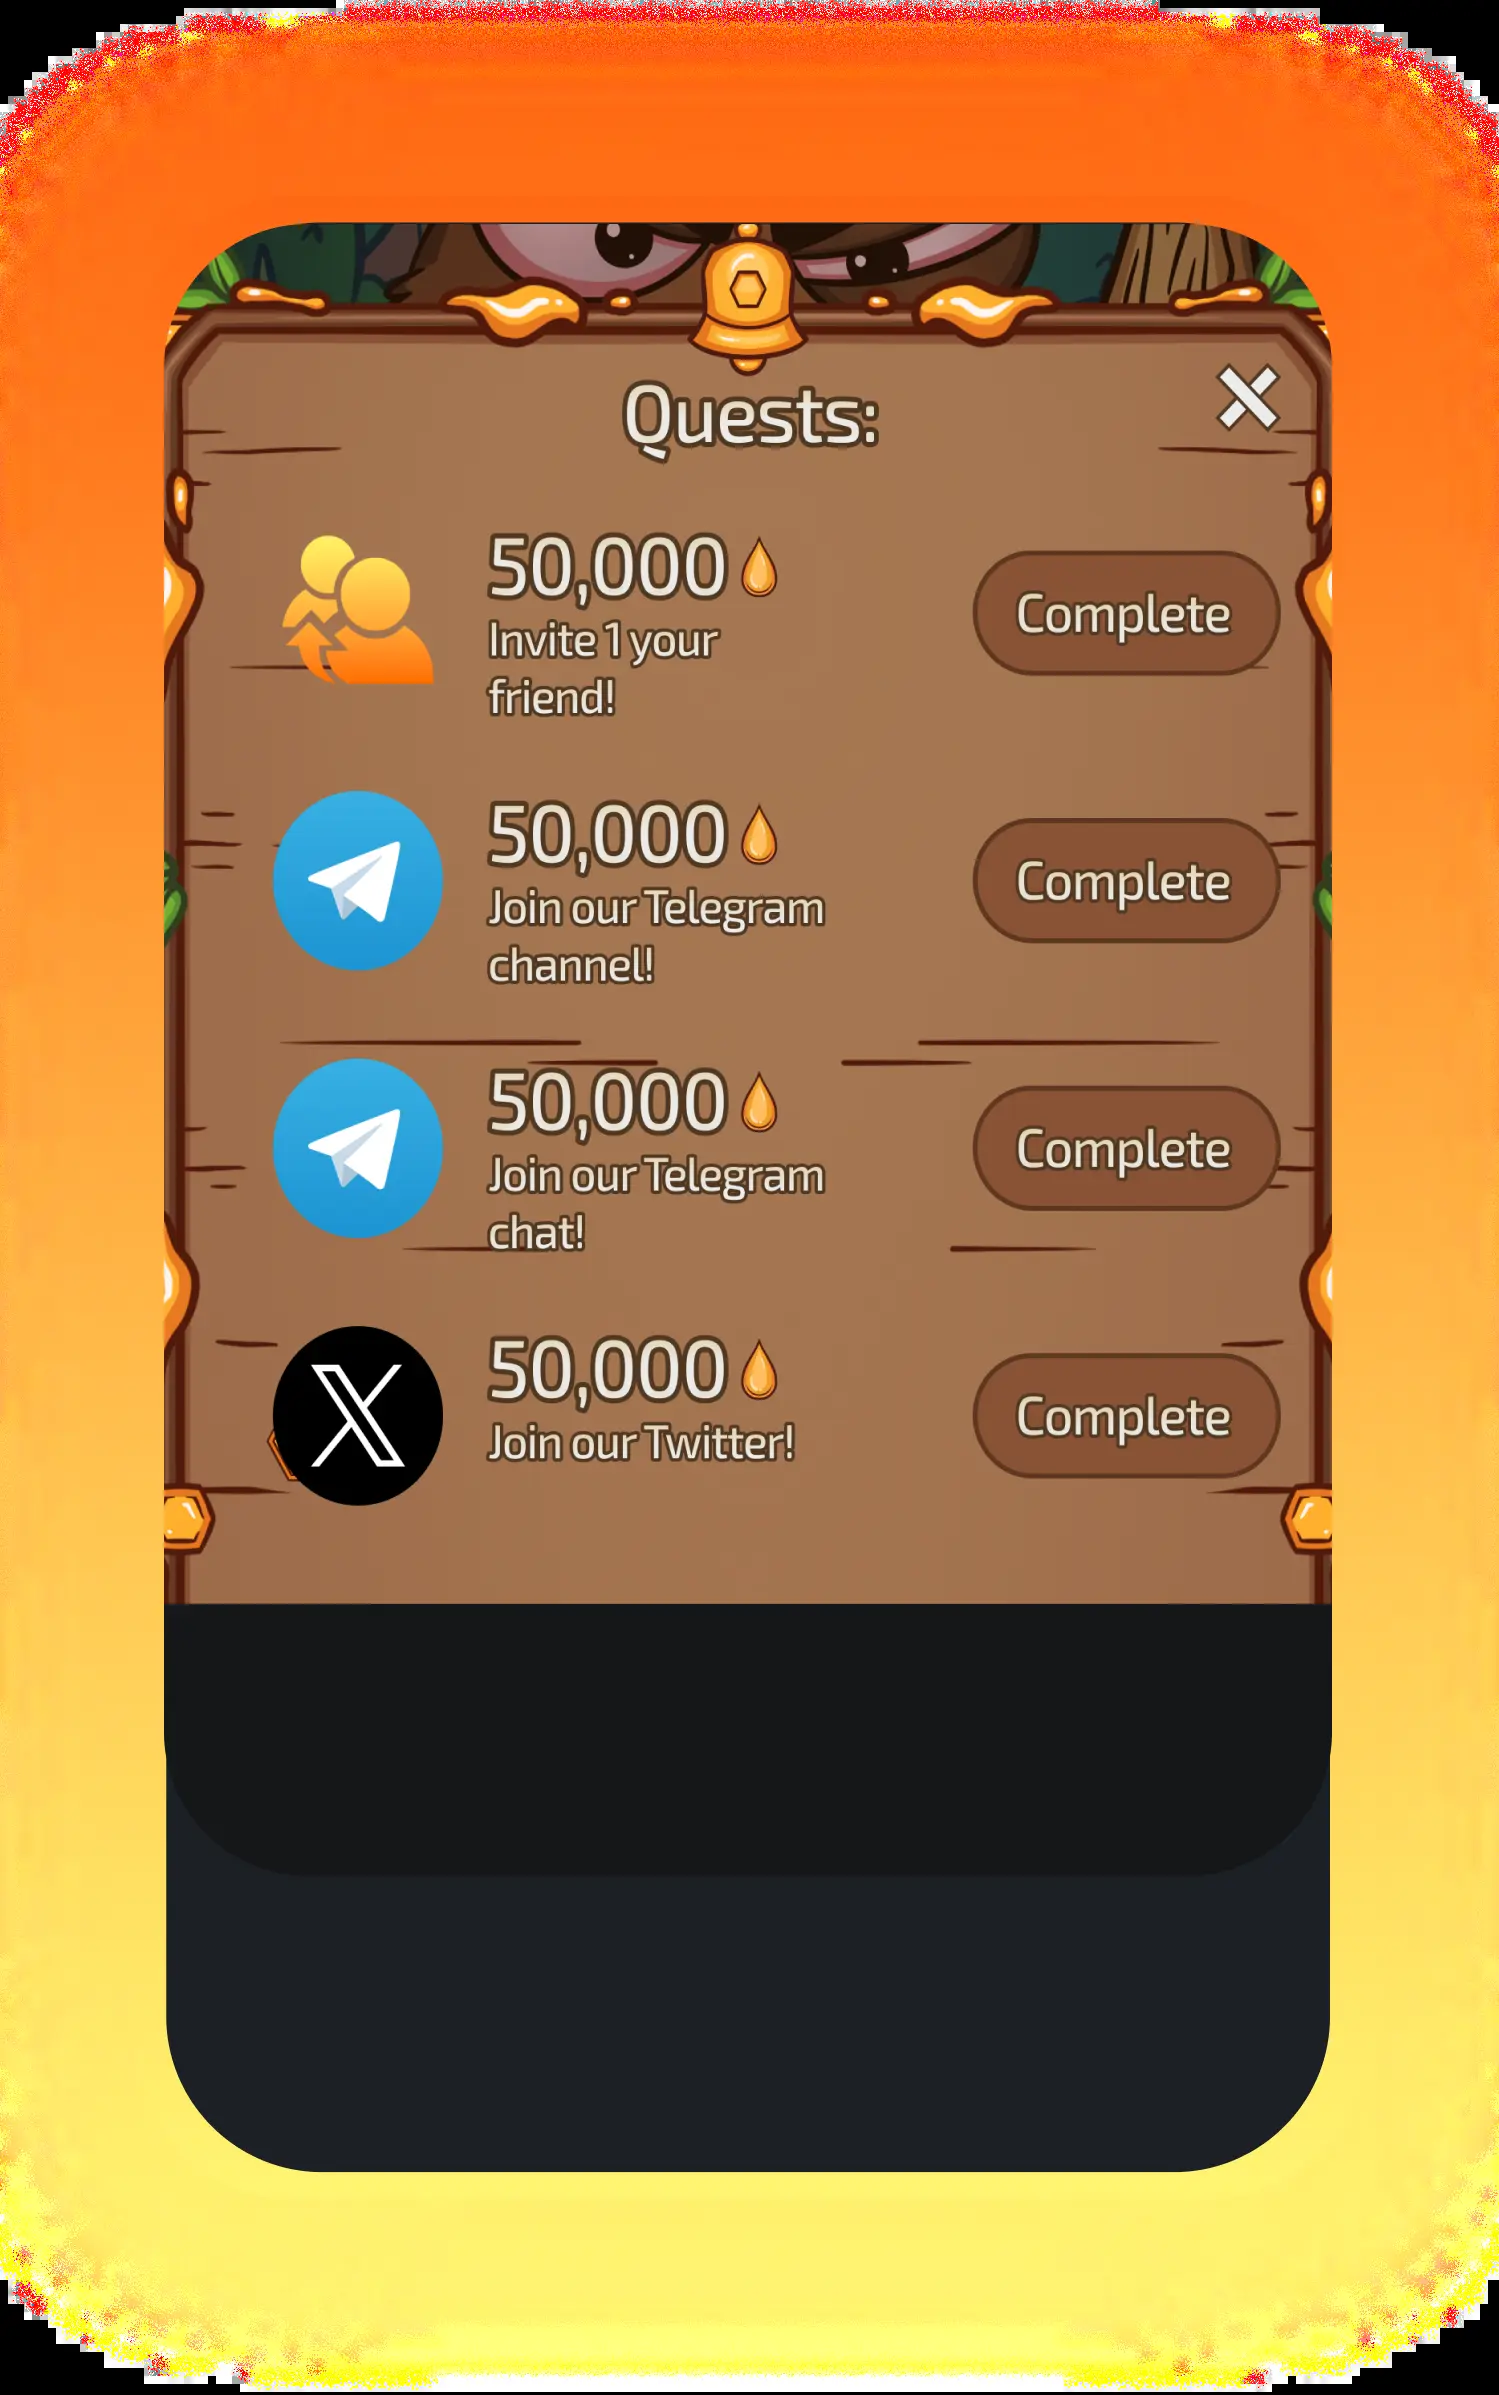 Quests:
50,000
Invite 1 your
friend!
Complete
50,000
Join our Telegram
channel!
Complete
50,000
Join our Telegram
chat!
Complete
50,000
Join our Twitter!
Complete